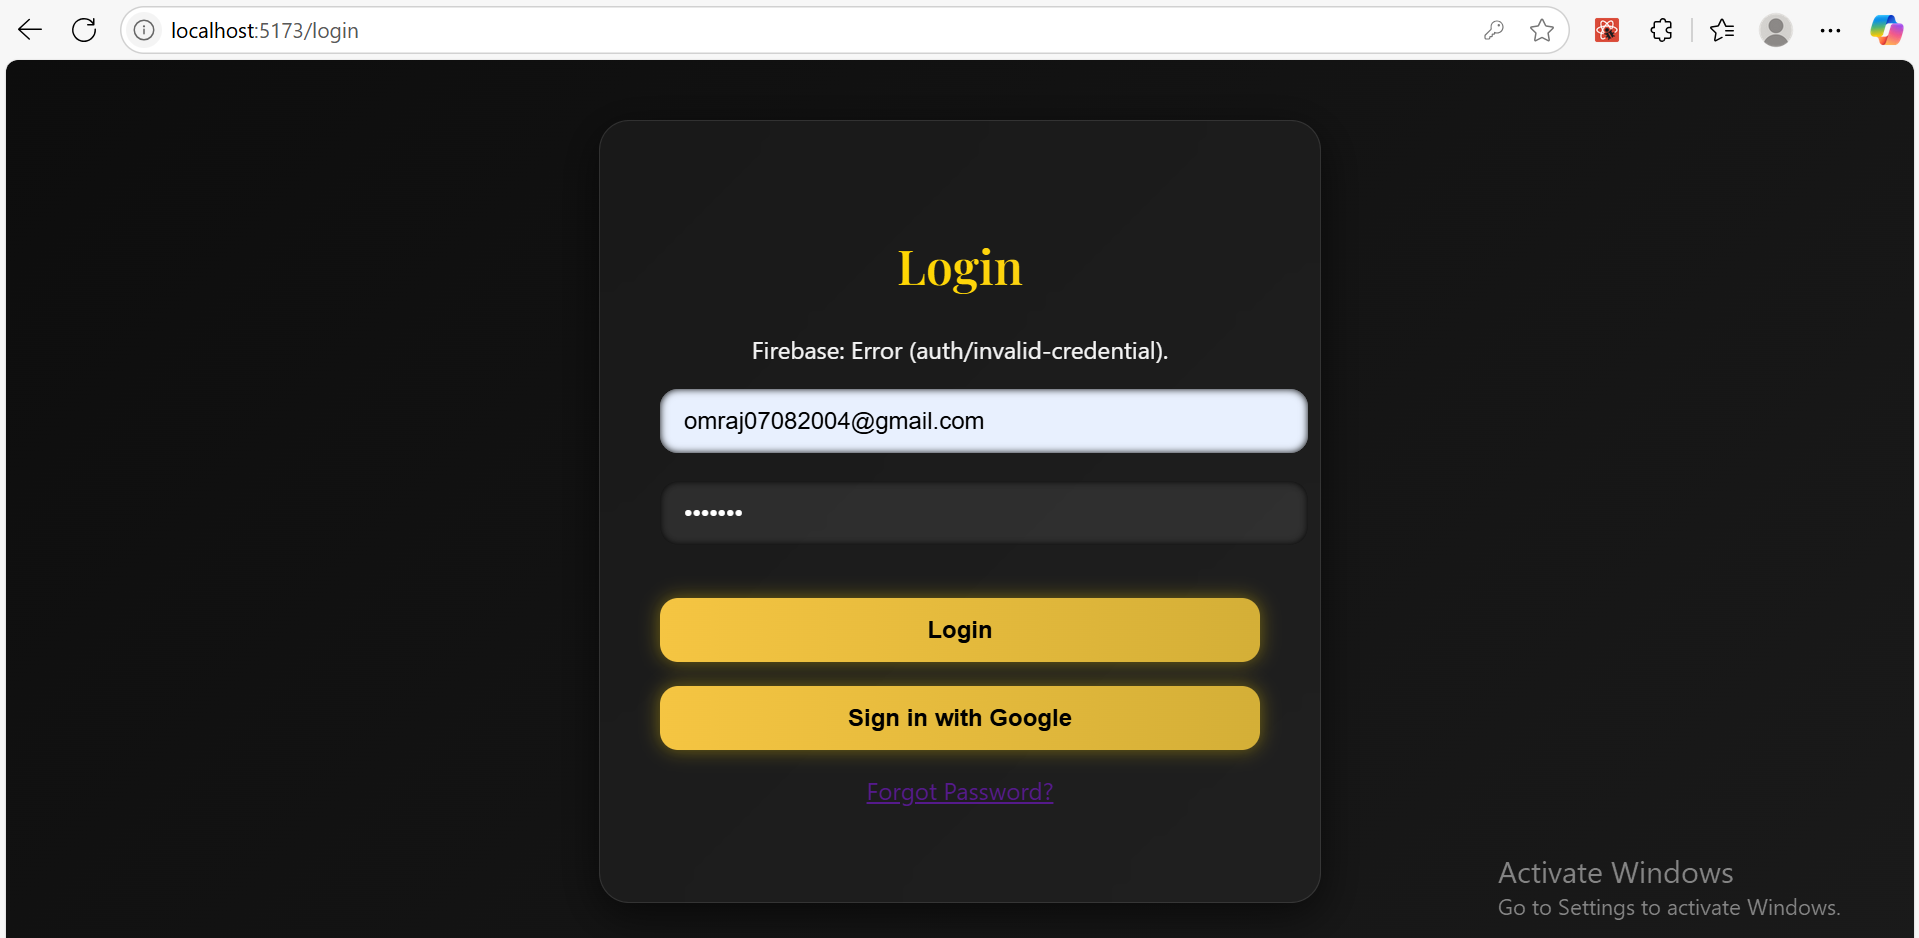 localhost:5173/login
Login
Firebase: Error (auth/invalid-credential).
omraj07082004@gmail.com
•••••••
Login
Sign in with Google
Forgot Password?
Activate Windows
Go to Settings to activate Windows.